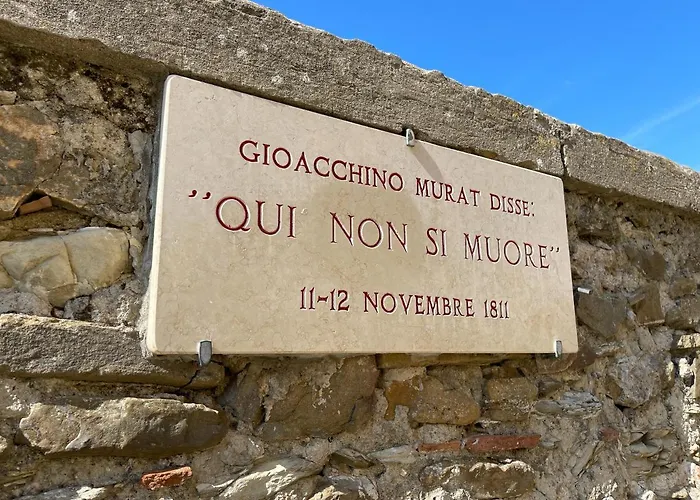 GIOACCHINO MURAT DISSE:
"QUI NON SI MUORE"
11-12 NOVEMBRE 1811